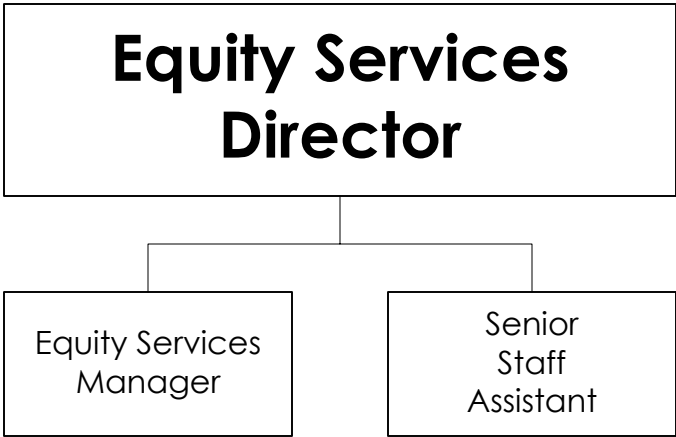 Equity Services
Director
Equity Services
Manager
Senior
Staff
Assistant